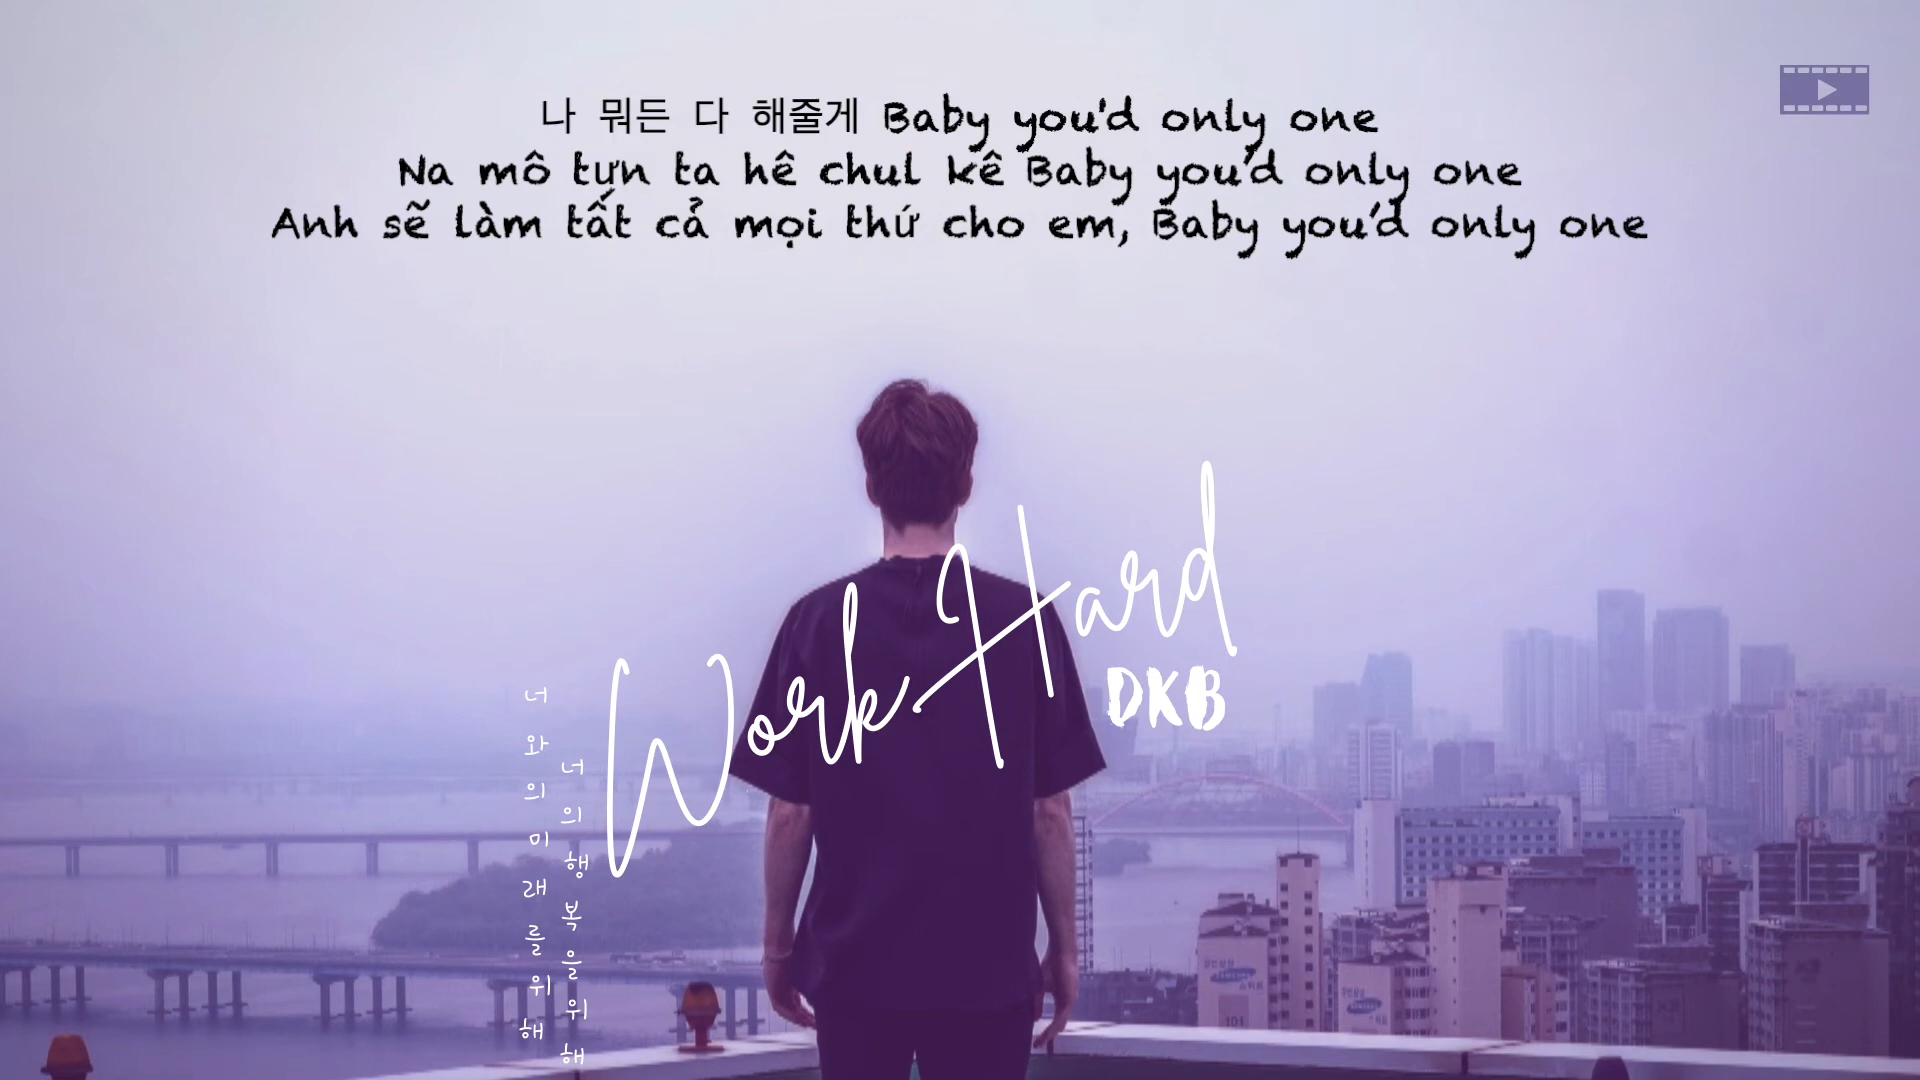 나 뭐든 다 해줄게 Baby you'd only one
Na mô tựn ta hê chul kê Baby you'd only one
Anh sẽ làm tất cả mọi thứ cho em, Baby you'd only one
Work Hard
DKB
너와의미래를위해
너의행복을위해